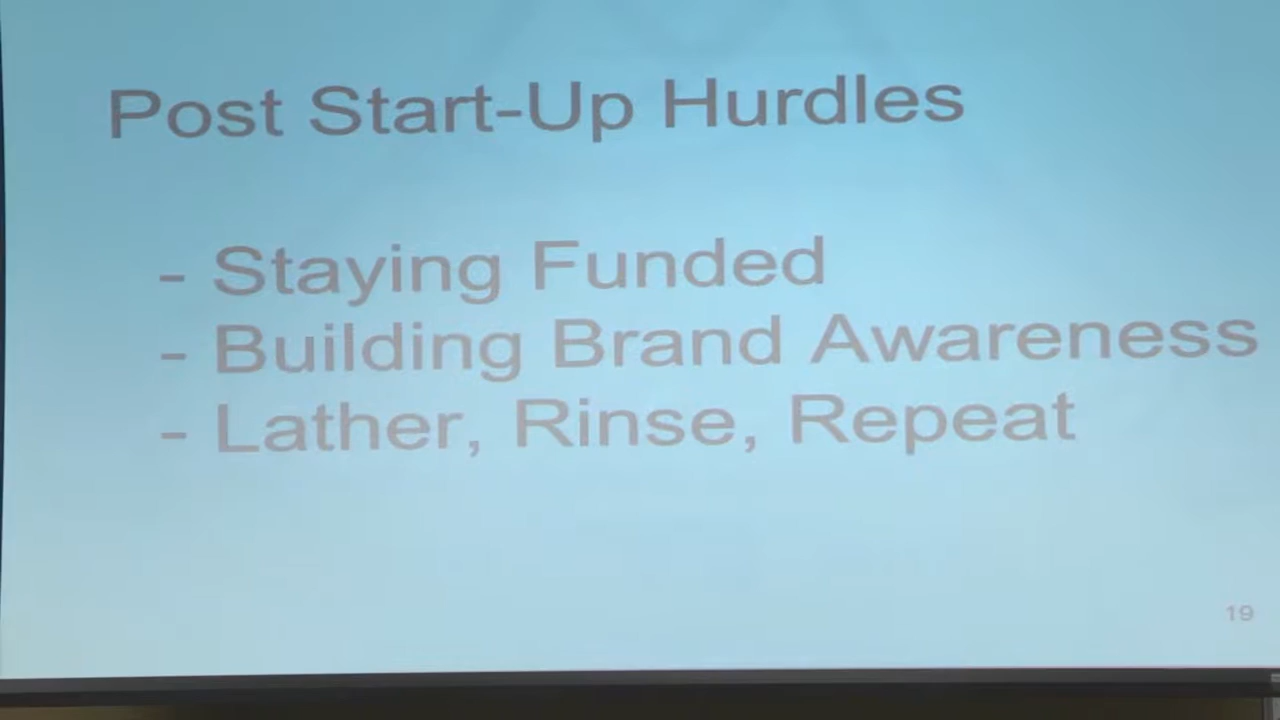 Post Start-Up Hurdles
- Staying Funded
- Building Brand Awareness
- Lather, Rinse, Repeat
19